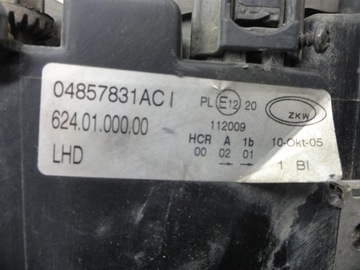 04857831AC I
624.01.000.00
LHD
PL E12 20
112009
HCR A 1b
00 02 01
→ →
ZKW
10-Okt-05
1 BI